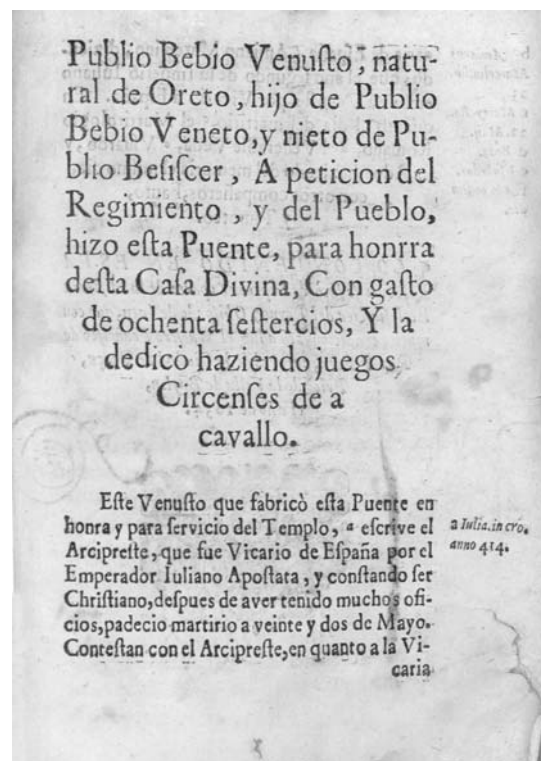 Publio Bebio Venuſto, natu-
ral de Oreto, hijo de Publio
Bebio Veneto, y nieto de Pu-
blio Beſiſcer, A peticion del
Regimiento, y del Pueblo,
hizo eſta Puente, para honrra
deſta Caſa Divina, Con gaſto
de ochenta ſeſtercios, Y la
dedicò haziendo juegos
Circenſes de a
cavallo.
Eſte Venuſto que fabricò eſta Puente en
honra y para ſervicio del Templo, a eſcrive el
Arcipreſte, que fue Vicario de Eſpaña por el
Emperador Iuliano Apoſtata, y conſtando ſer
Chriſtiano, deſpues de aver tenido muchos ofi-
cios, padecio martirio a veinte y dos de Mayo.
Conteſtan con el Arcipreſte, en quanto a la Vi-
caria
a Iulia. in cro.
anno 414.